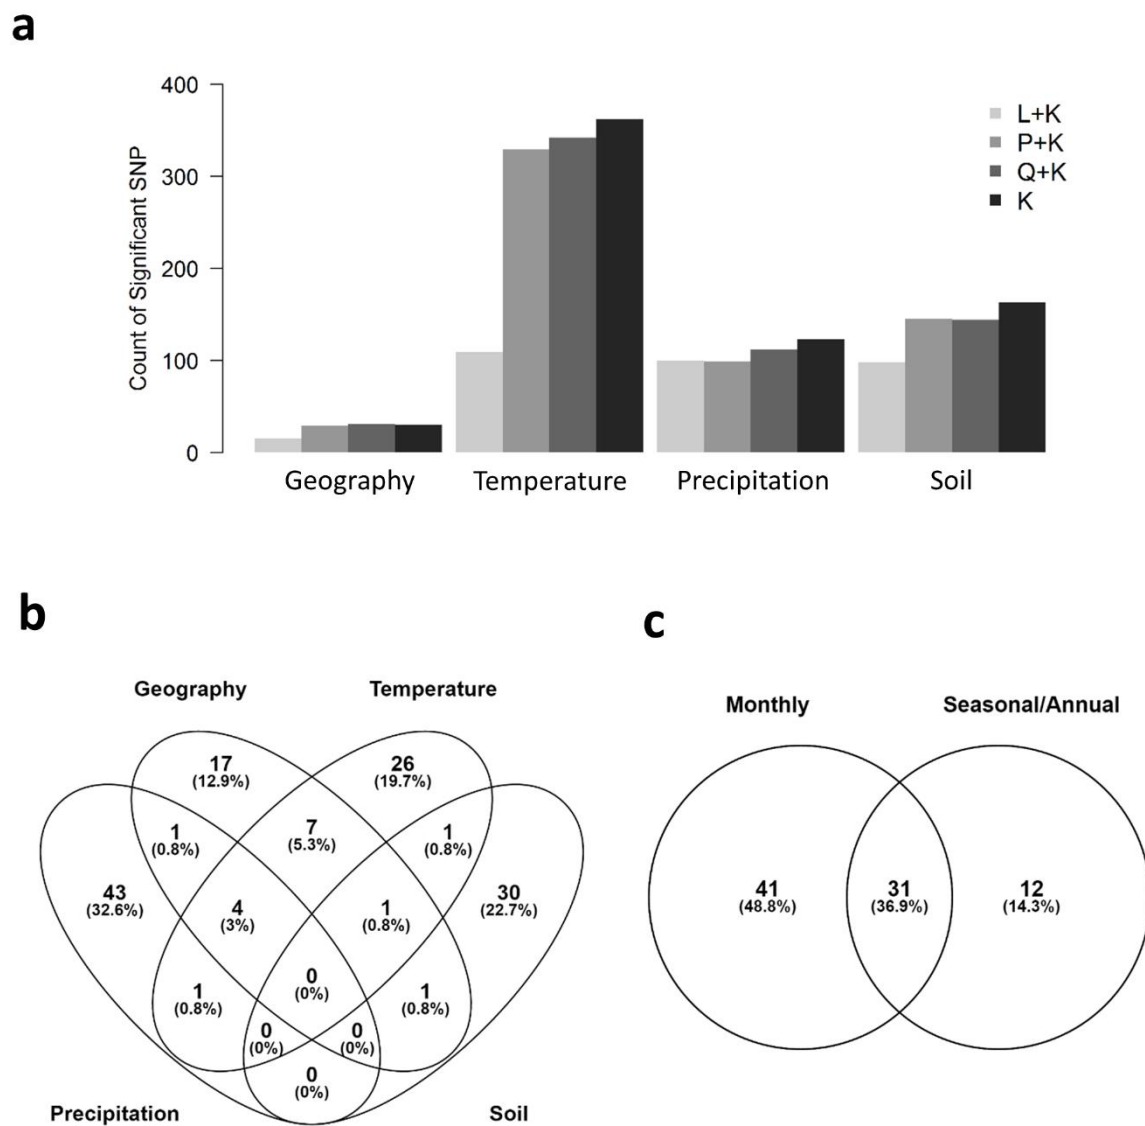 a
Count of Significant SNP
400
300
200
100
0
L+K
P+K
Q+K
K
Geography
Temperature
Precipitation
Soil
b
Geography
Temperature
17
(12.9%)
26
(19.7%)
1
(0.8%)
7
(5.3%)
1
(0.8%)
43
(32.6%)
4
(3%)
1
(0.8%)
30
(22.7%)
0
(0%)
1
(0.8%)
1
(0.8%)
0
(0%)
0
(0%)
0
(0%)
Precipitation
Soil
c
Monthly
Seasonal/Annual
41
(48.8%)
31
(36.9%)
12
(14.3%)